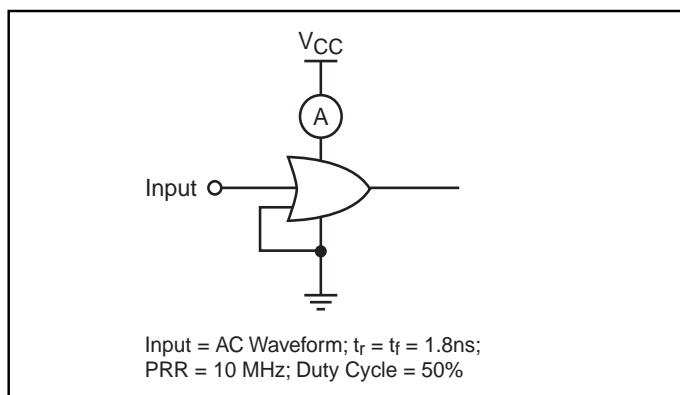 VCC
A
Input
Input = AC Waveform; tr = tf = 1.8ns;
PRR = 10 MHz; Duty Cycle = 50%